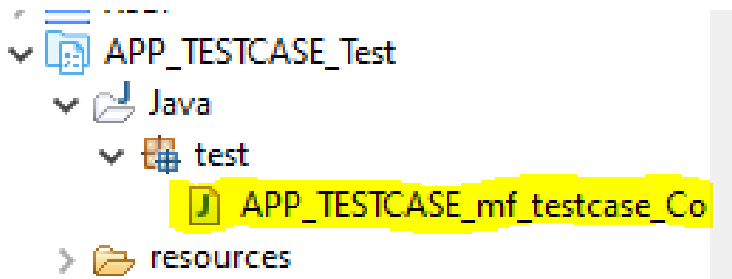 APP_TESTCASE_Test
Java
test
APP_TESTCASE_mf_testcase_Co
resources